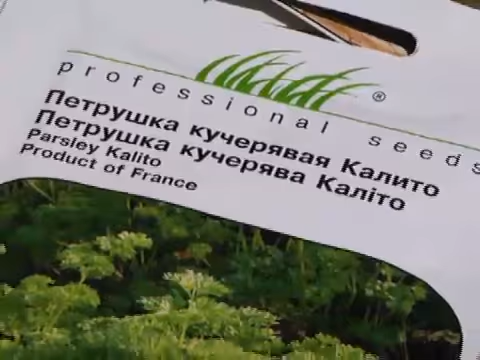 professional seeds
®
Петрушка кучерявая Калито
Петрушка кучерява Каліто
Parsley Kalito
Product of France